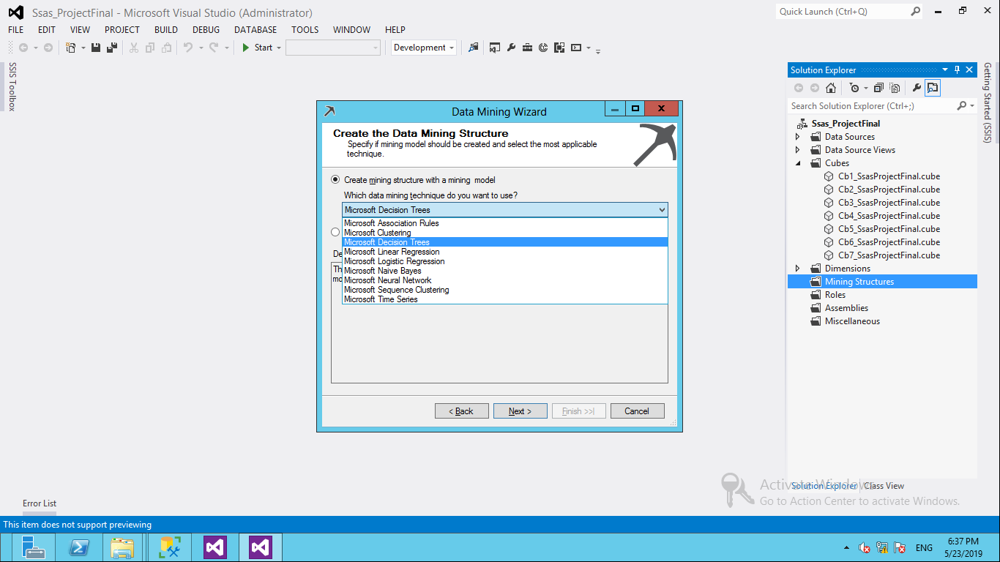 Ssas_ProjectFinal - Microsoft Visual Studio (Administrator)
Quick Launch (Ctrl+Q)
FILE EDIT VIEW PROJECT BUILD DEBUG DATABASE TOOLS WINDOW HELP
Start
Development
SSIS Toolbox
Data Mining Wizard
Create the Data Mining Structure
Specify if mining model should be created and select the most applicable
technique.
Create mining structure with a mining model
Which data mining technique do you want to use?
Microsoft Decision Trees
Microsoft Association Rules
Microsoft Clustering
Microsoft Decision Trees
Microsoft Linear Regression
Microsoft Logistic Regression
Microsoft Naive Bayes
Microsoft Neural Network
Microsoft Sequence Clustering
Microsoft Time Series
De
Th
mo
< Back
Next >
Finish >>|
Cancel
Solution Explorer
Search Solution Explorer (Ctrl+;)
Ssas_ProjectFinal
Data Sources
Data Source Views
Cubes
Cb1_SsasProjectFinal.cube
Cb2_SsasProjectFinal.cube
Cb3_SsasProjectFinal.cube
Cb4_SsasProjectFinal.cube
Cb5_SsasProjectFinal.cube
Cb6_SsasProjectFinal.cube
Cb7_SsasProjectFinal.cube
Dimensions
Mining Structures
Roles
Assemblies
Miscellaneous
Getting Started (SSIS)
Solution Explorer Class View
Activate Windows
Go to Action Center to activate Windows.
Error List
This item does not support previewing
ENG
6:37 PM
5/23/2019